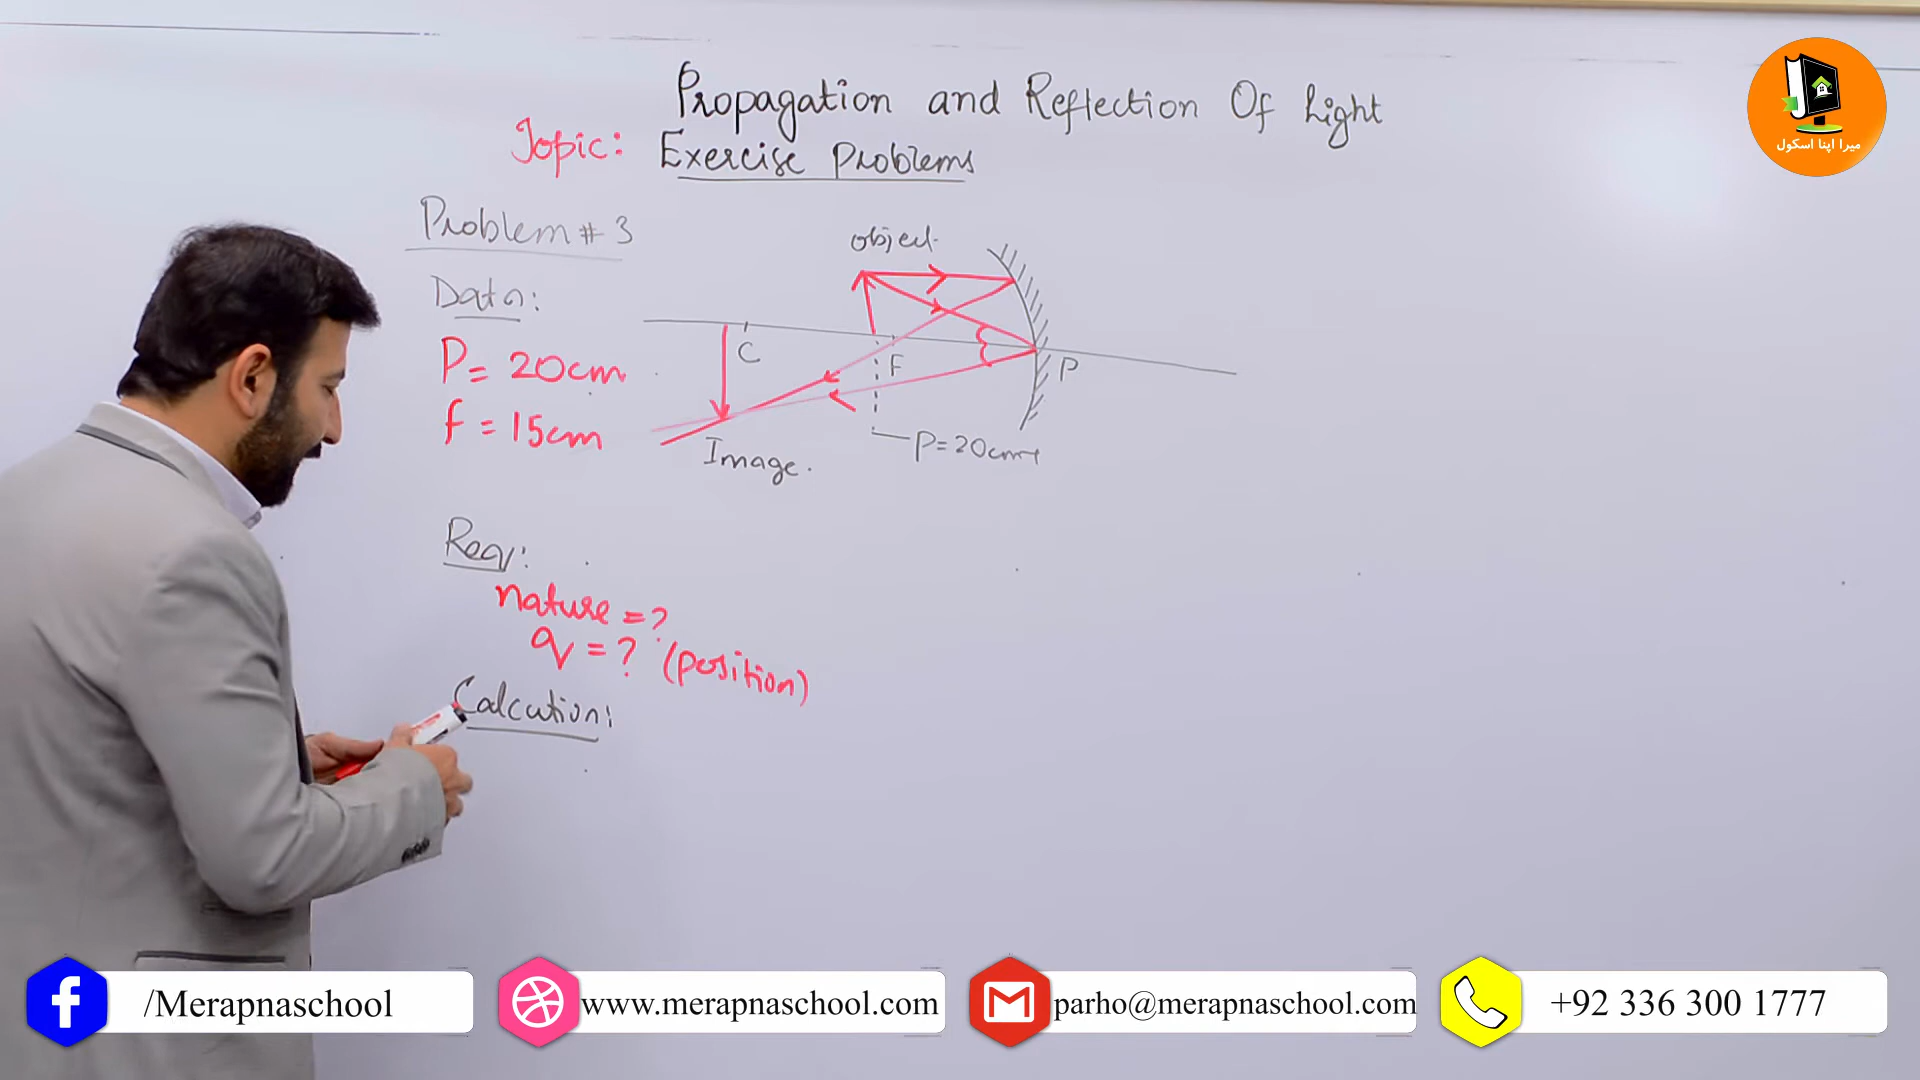 Propagation and Reflection Of Light
Topic: Exercise Problems
میرا اپنا اسکول
Problem # 3
object
Data:
P = 20cm
C
F
P
f = 15cm
P=20cm
Image.
Req:
nature = ?
q = ? (position)
Calcution:
/Merapnaschool
www.merapnaschool.com
parho@merapnaschool.com
+92 336 300 1777